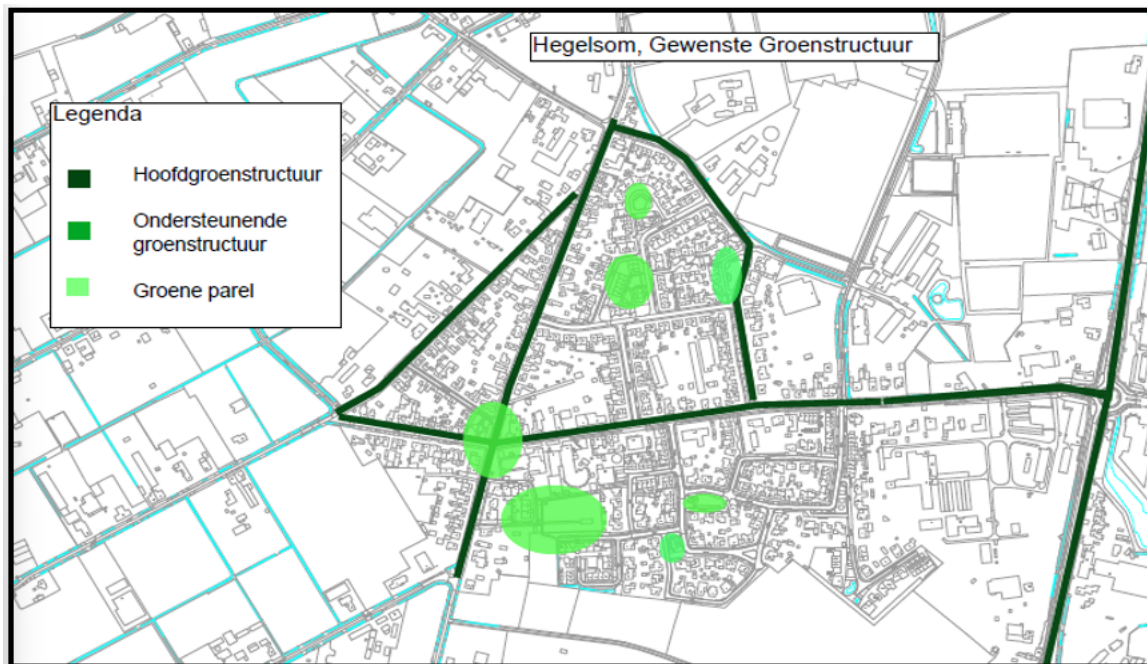 Hegelsom, Gewenste Groenstructuur
Legenda
Hoofdgroenstructuur
Ondersteunende
groenstructuur
Groene parel